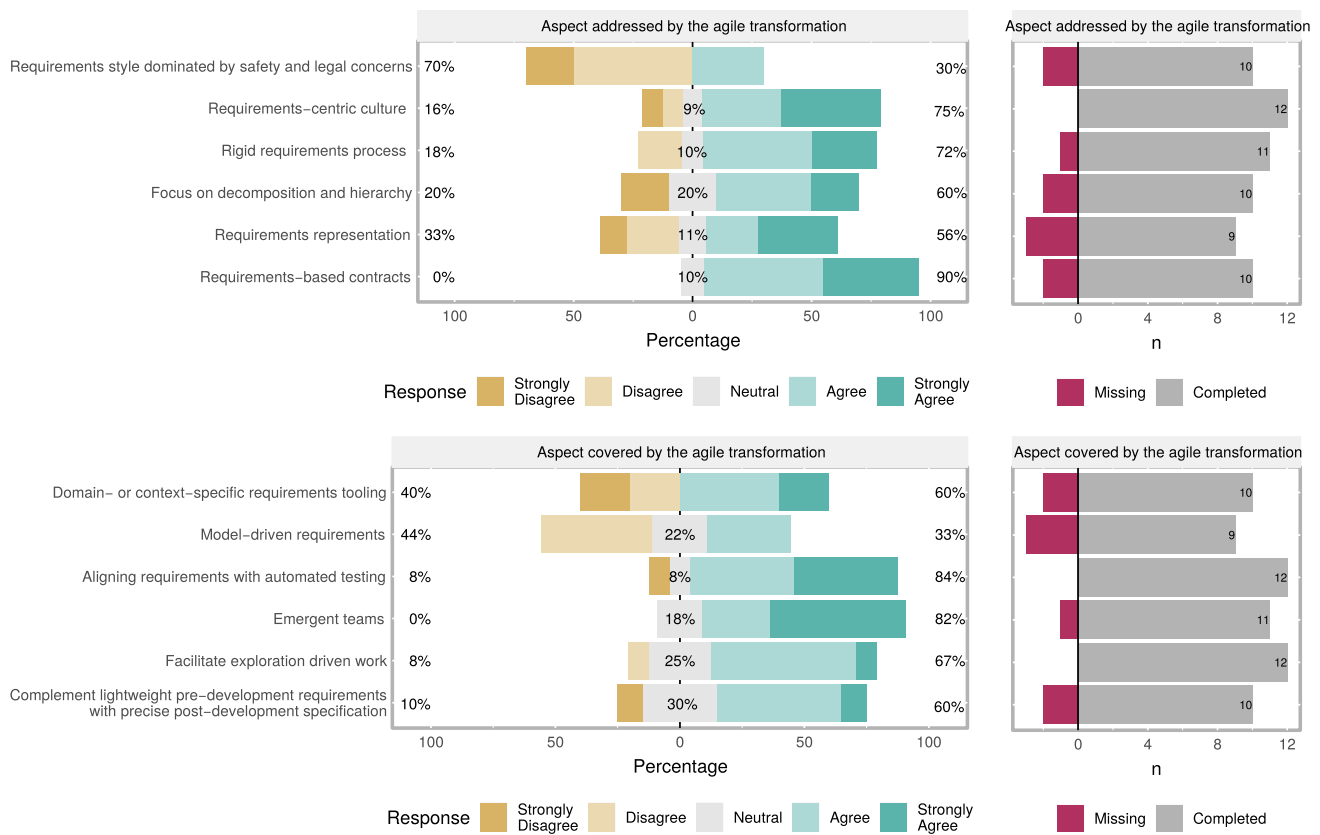 Aspect addressed by the agile transformation
Aspect addressed by the agile transformation
Requirements style dominated by safety and legal concerns 70% 30% 10
Requirements−centric culture 16% 9% 75% 12
Rigid requirements process 18% 10% 72% 11
Focus on decomposition and hierarchy 20% 20% 60% 10
Requirements representation 33% 11% 56% 9
Requirements−based contracts 0% 10% 90% 10
100 50 0 50 100
0 4 8 12
Percentage
n
Response Strongly Disagree Disagree Neutral Agree Strongly Agree
Missing Completed
Aspect covered by the agile transformation
Aspect covered by the agile transformation
Domain− or context−specific requirements tooling 40% 60% 10
Model−driven requirements 44% 22% 33% 9
Aligning requirements with automated testing 8% 8% 84% 12
Emergent teams 0% 18% 82% 11
Facilitate exploration driven work 8% 25% 67% 12
Complement lightweight pre−development requirements
with precise post−development specification 10% 30% 60% 10
100 50 0 50 100
0 4 8 12
Percentage
n
Response Strongly Disagree Disagree Neutral Agree Strongly Agree
Missing Completed